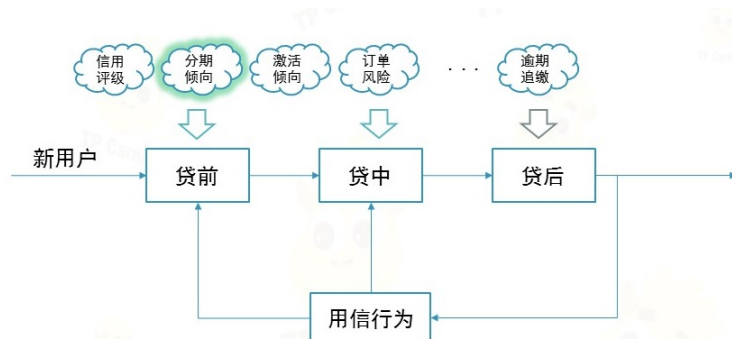 信用
评级
分期
倾向
激活
倾向
订单
风险
...
逾期
追缴
新用户
贷前
贷中
贷后
用信行为